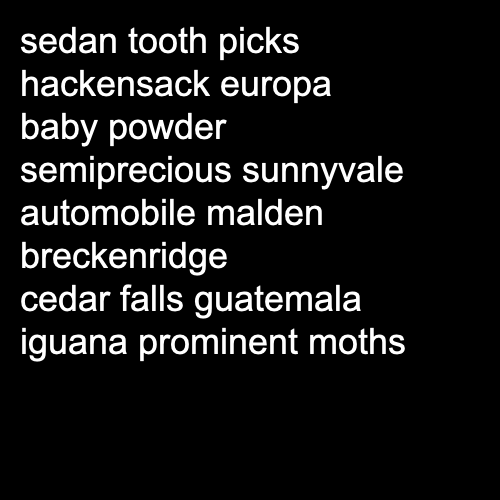 sedan tooth picks
hackensack europa
baby powder
semiprecious sunnyvale
automobile malden
breckenridge
cedar falls guatemala
iguana prominent moths